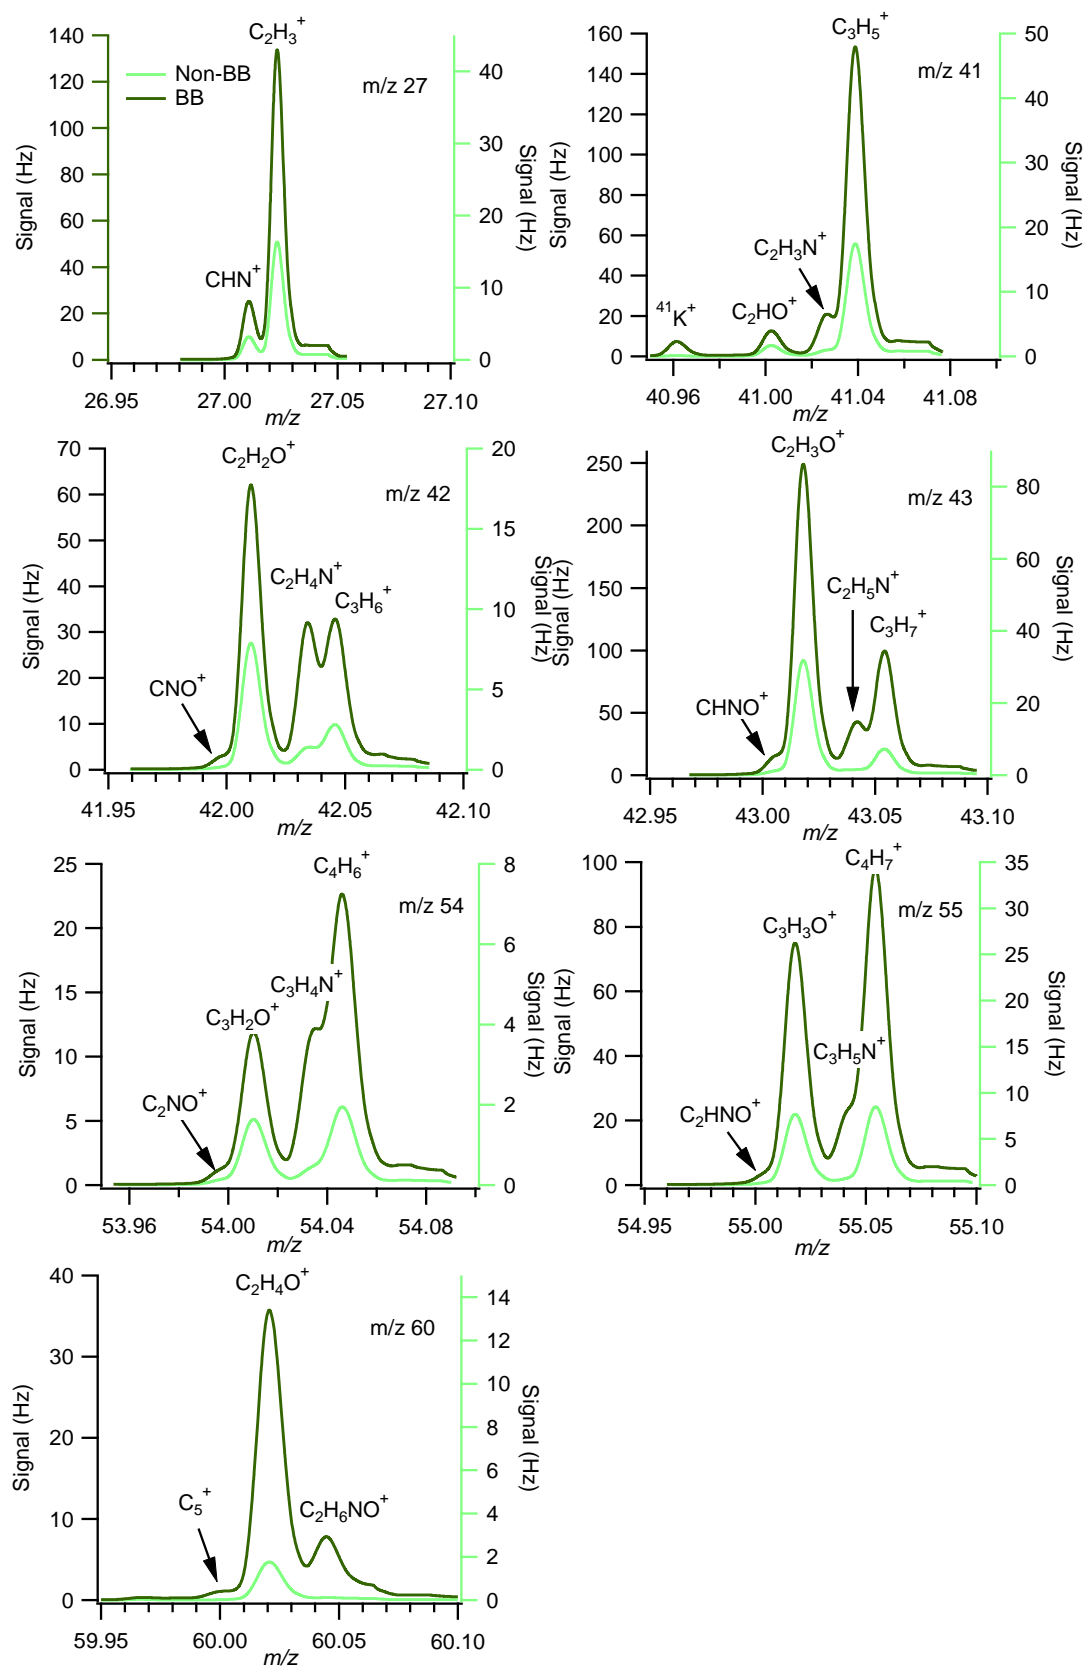 C₂H₃⁺
Non-BB
BB
m/z 27
CHN⁺
140
120
100
80
60
40
20
0
40
30
20
10
0
Signal (Hz)
Signal (Hz)
26.95 27.00 27.05 27.10
m/z
C₃H₅⁺
m/z 41
C₂H₃N⁺
⁴¹K⁺
C₂HO⁺
160
140
120
100
80
60
40
20
0
50
40
30
20
10
0
Signal (Hz)
Signal (Hz)
40.96 41.00 41.04 41.08
m/z
C₂H₂O⁺
m/z 42
C₂H₄N⁺
C₃H₆⁺
CNO⁺
70
60
50
40
30
20
10
0
20
15
10
5
0
Signal (Hz)
Signal (Hz)
41.95 42.00 42.05 42.10
m/z
C₂H₃O⁺
m/z 43
C₂H₅N⁺
C₃H₇⁺
CHNO⁺
250
200
150
100
50
0
80
60
40
20
0
Signal (Hz)
Signal (Hz)
42.95 43.00 43.05 43.10
m/z
C₄H₆⁺
m/z 54
C₃H₄N⁺
C₃H₂O⁺
C₂NO⁺
25
20
15
10
5
0
8
6
4
2
0
Signal (Hz)
Signal (Hz)
53.96 54.00 54.04 54.08
m/z
C₄H₇⁺
m/z 55
C₃H₃O⁺
C₃H₅N⁺
C₂HNO⁺
100
80
60
40
20
0
35
30
25
20
15
10
5
0
Signal (Hz)
Signal (Hz)
54.95 55.00 55.05 55.10
m/z
C₂H₄O⁺
m/z 60
C₅⁺
C₂H₆NO⁺
40
30
20
10
0
14
12
10
8
6
4
2
0
Signal (Hz)
Signal (Hz)
59.95 60.00 60.05 60.10
m/z